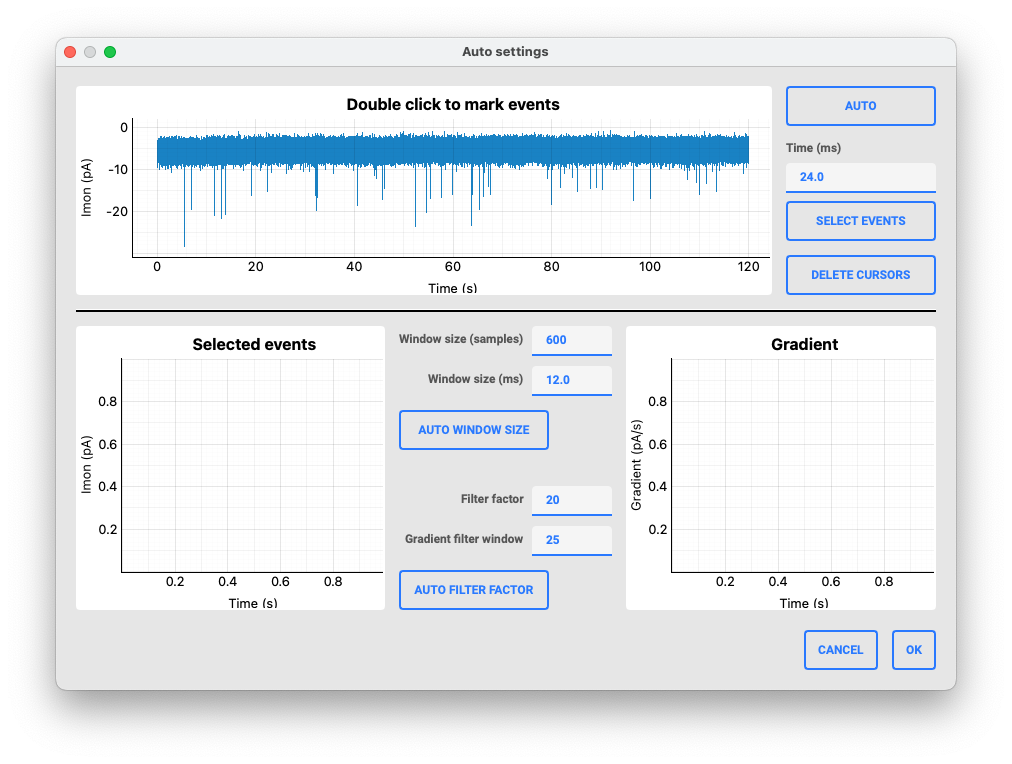 Auto settings
Double click to mark events
Imon (pA)
0
-10
-20
0 20 40 60 80 100 120
Time (s)
AUTO
Time (ms)
24.0
SELECT EVENTS
DELETE CURSORS
Selected events
Imon (pA)
0.8
0.6
0.4
0.2
0.2 0.4 0.6 0.8
Time (s)
Window size (samples) 600
Window size (ms) 12.0
AUTO WINDOW SIZE
Filter factor 20
Gradient filter window 25
AUTO FILTER FACTOR
Gradient
Gradient (pA/s)
0.8
0.6
0.4
0.2
0.2 0.4 0.6 0.8
Time (s)
CANCEL OK